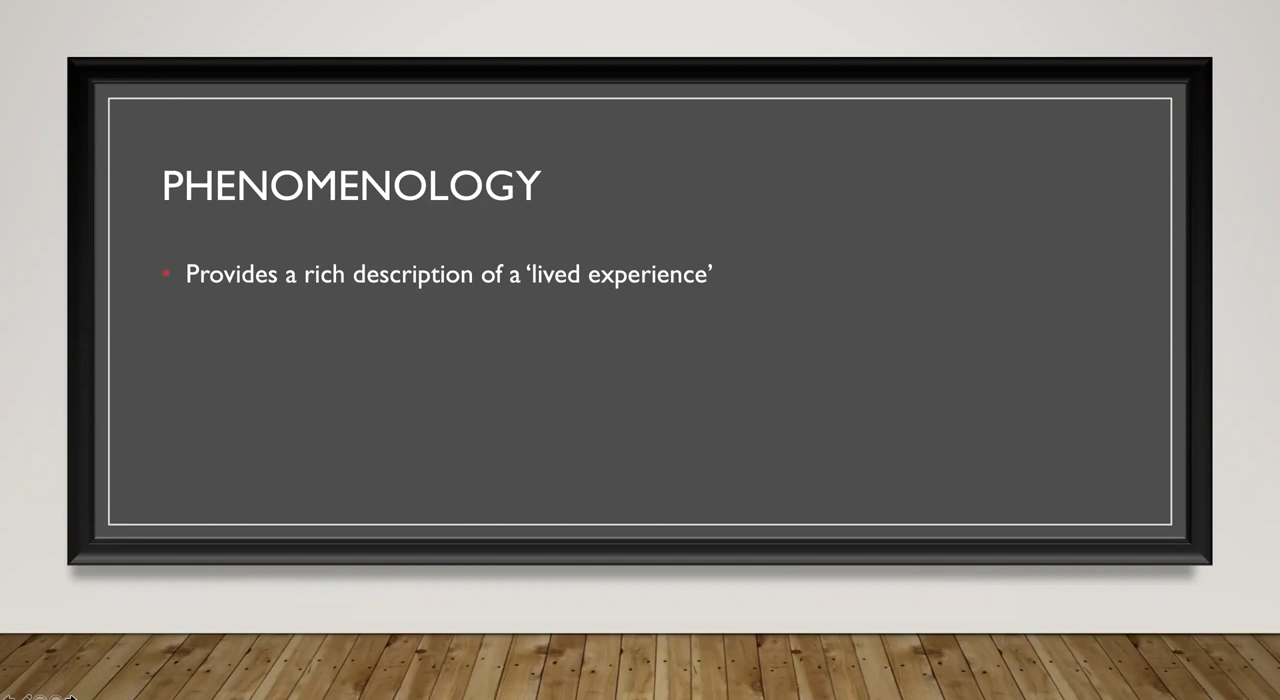 PHENOMENOLOGY
• Provides a rich description of a ‘lived experience’